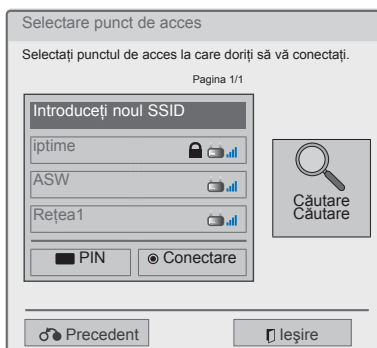 Selectare punct de acces
Selectați punctul de acces la care doriți să vă conectați.
Pagina 1/1
Introduceți noul SSID
iptime
ASW
Rețea1
PIN
Conectare
Căutare
Căutare
Precedent
Ieşire